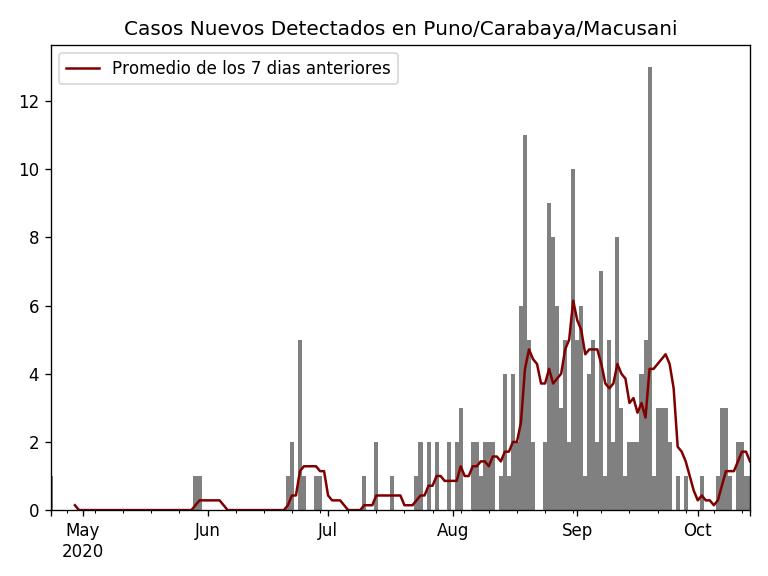 Casos Nuevos Detectados en Puno/Carabaya/Macusani
Promedio de los 7 dias anteriores
12
10
8
6
4
2
0
May Jun Jul Aug Sep Oct
2020